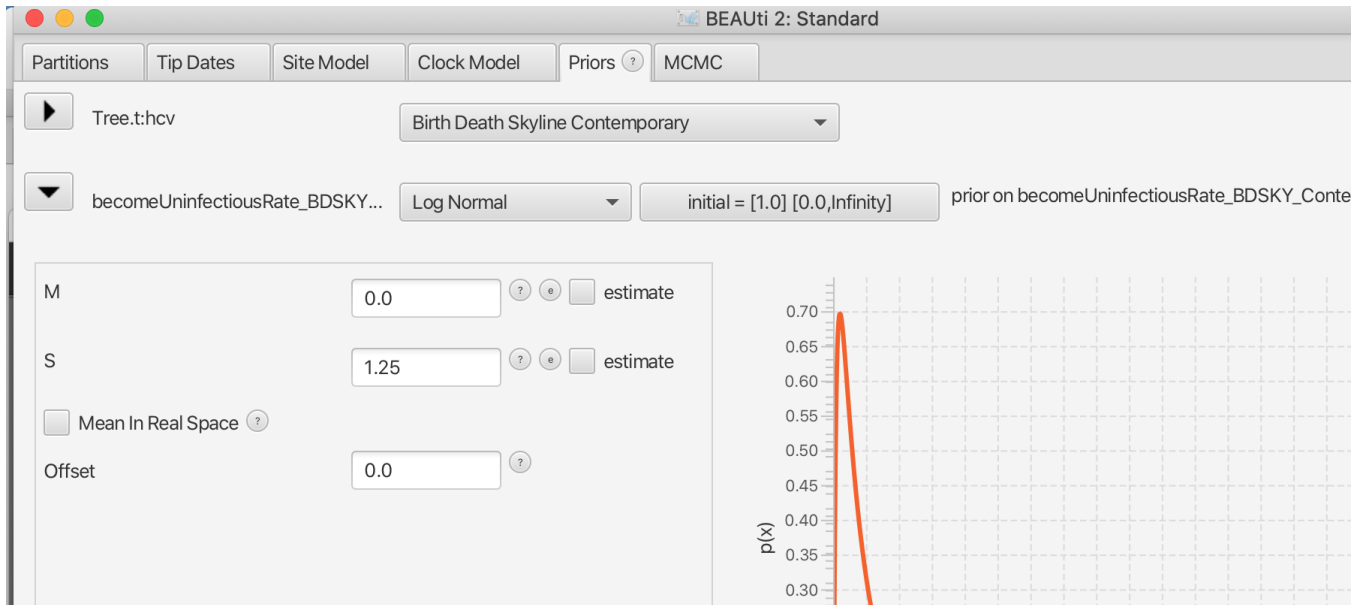 BEAUti 2: Standard
Partitions Tip Dates Site Model Clock Model Priors ? MCMC
Tree.t:hcv Birth Death Skyline Contemporary
becomeUninfectiousRate_BDSKY... Log Normal initial = [1.0] [0.0,Infinity] prior on becomeUninfectiousRate_BDSKY_Conte
M 0.0 ? e estimate
S 1.25 ? e estimate
Mean In Real Space ?
Offset 0.0 ?
0.70
0.65
0.60
0.55
0.50
0.45
0.40
0.35
0.30
p(x)